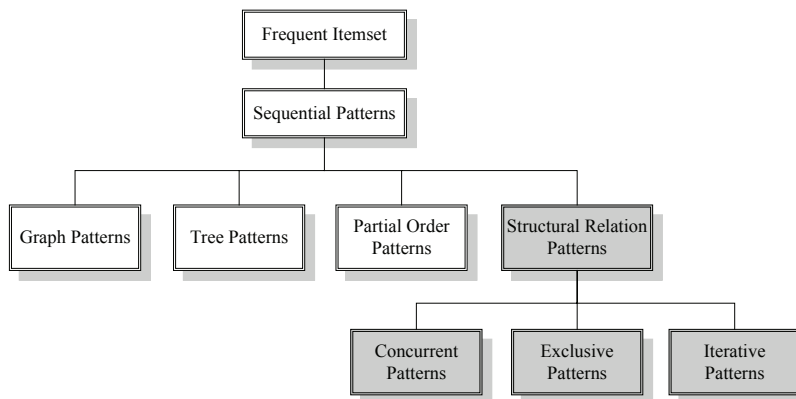 Frequent Itemset
Sequential Patterns
Graph Patterns
Tree Patterns
Partial Order
Patterns
Structural Relation
Patterns
Concurrent
Patterns
Exclusive
Patterns
Iterative
Patterns